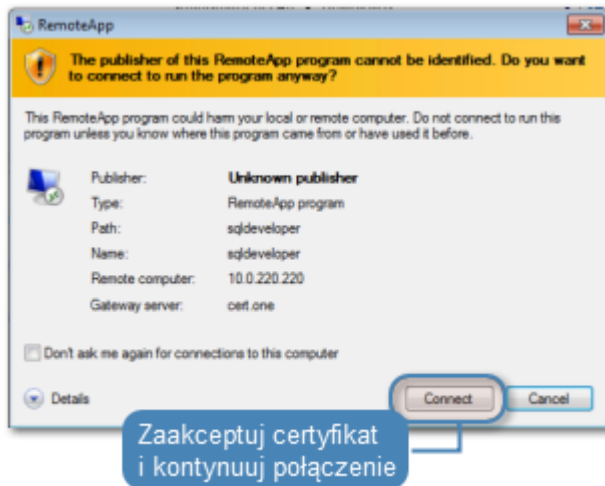 RemoteApp
The publisher of this RemoteApp program cannot be identified. Do you want
to connect to run the program anyway?
This RemoteApp program could harm your local or remote computer. Do not connect to run this
program unless you know where this program came from or have used it before.
Publisher: Unknown publisher
Type: RemoteApp program
Path: sqldeveloper
Name: sqldeveloper
Remote computer: 10.0.220.220
Gateway server: cert.one
Don't ask me again for connections to this computer
Details Connect Cancel
Zaakceptuj certyfikat
i kontynuuj połączenie